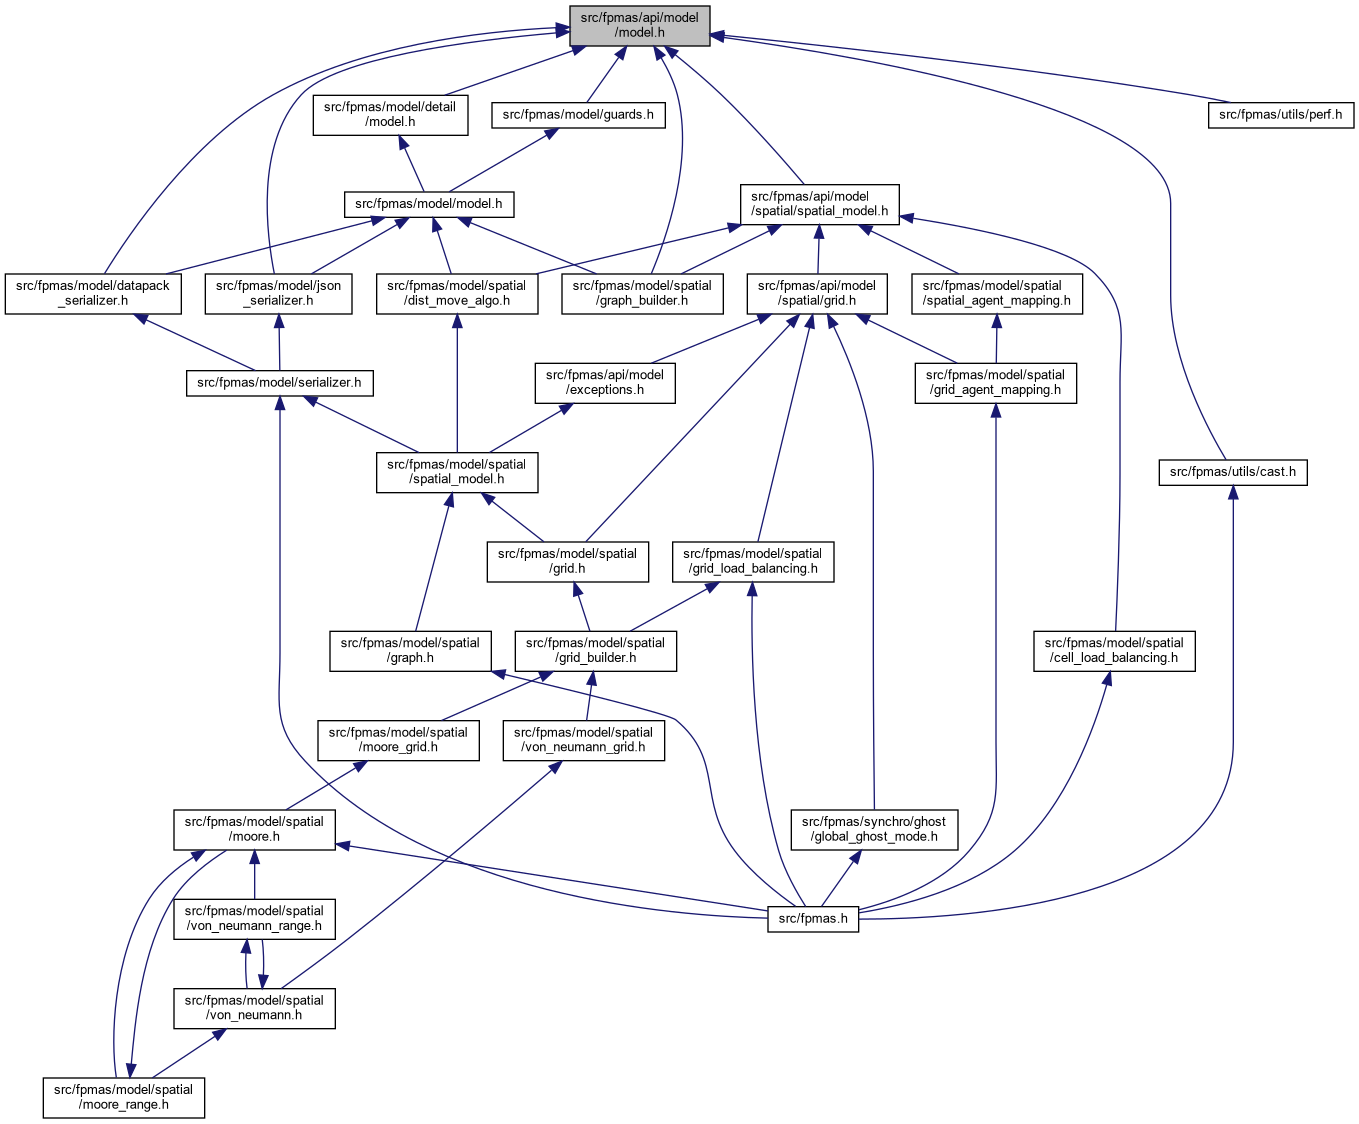 src/fpmas/api/model
/model.h
src/fpmas/model/detail
/model.h
src/fpmas/model/guards.h
src/fpmas/utils/perf.h
src/fpmas/model/model.h
src/fpmas/api/model
/spatial/spatial_model.h
src/fpmas/model/datapack
_serializer.h
src/fpmas/model/json
_serializer.h
src/fpmas/model/spatial
/dist_move_algo.h
src/fpmas/model/spatial
/graph_builder.h
src/fpmas/api/model
/spatial/grid.h
src/fpmas/model/spatial
/spatial_agent_mapping.h
src/fpmas/model/serializer.h
src/fpmas/api/model
/exceptions.h
src/fpmas/model/spatial
/grid_agent_mapping.h
src/fpmas/model/spatial
/spatial_model.h
src/fpmas/utils/cast.h
src/fpmas/model/spatial
/grid.h
src/fpmas/model/spatial
/grid_load_balancing.h
src/fpmas/model/spatial
/graph.h
src/fpmas/model/spatial
/grid_builder.h
src/fpmas/model/spatial
/cell_load_balancing.h
src/fpmas/model/spatial
/moore_grid.h
src/fpmas/model/spatial
/von_neumann_grid.h
src/fpmas/model/spatial
/moore.h
src/fpmas/synchro/ghost
/global_ghost_mode.h
src/fpmas/model/spatial
/von_neumann_range.h
src/fpmas.h
src/fpmas/model/spatial
/von_neumann.h
src/fpmas/model/spatial
/moore_range.h